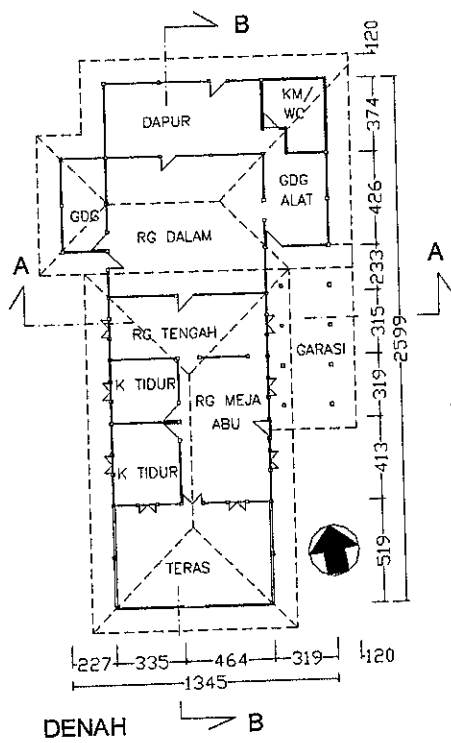 B
120
KM/
WC
DAPUR
374
GDG
ALAT
GDG
426
RG DALAM
233
A
A
RG TENGAH
315
GARASI
2599
K TIDUR
319
RG MEJA
ABU
413
K TIDUR
519
TERAS
227 335 464 319 120
1345
DENAH
B